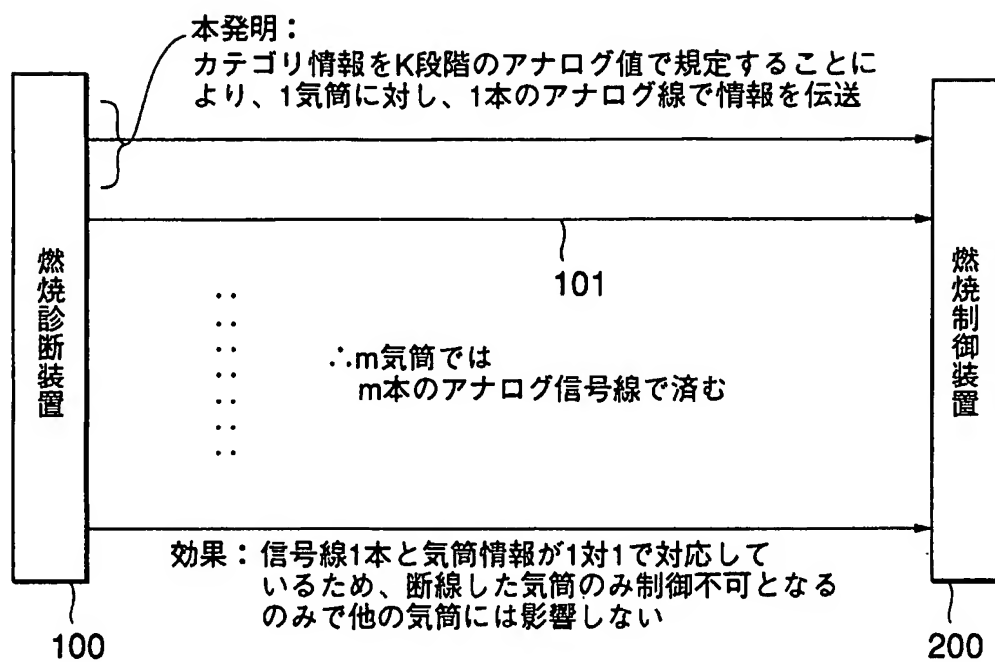 本発明：
カテゴリ情報をK段階のアナログ値で規定することに
より、1気筒に対し、1本のアナログ線で情報を伝送
燃焼診断装置
101
∴m気筒では
m本のアナログ信号線で済む
燃焼制御装置
効果：信号線1本と気筒情報が1対1で対応して
いるため、断線した気筒のみ制御不可となる
のみで他の気筒には影響しない
100
200